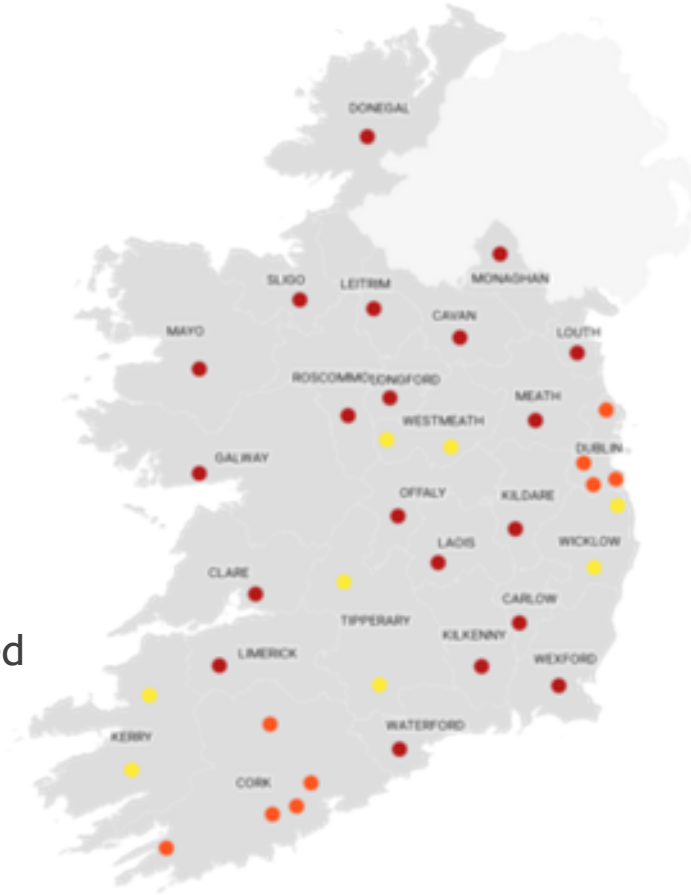 DONEGAL
MONAGHAN
SLIGO
LEITRIM
CAVAN
MAYO
LOUTH
ROSCOMMO
LONGFORD
MEATH
WESTMEATH
DUBLIN
GALWAY
OFFALY
KILDARE
WICKLOW
LAOIS
CLARE
CARLOW
TIPPERARY
KILKENNY
d
LIMERICK
WEXFORD
WATERFORD
KERRY
CORK